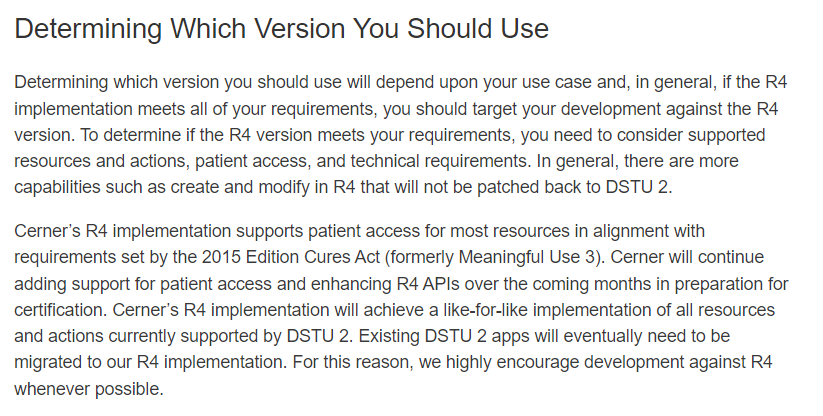 Determining Which Version You Should Use
Determining which version you should use will depend upon your use case and, in general, if the R4
implementation meets all of your requirements, you should target your development against the R4
version. To determine if the R4 version meets your requirements, you need to consider supported
resources and actions, patient access, and technical requirements. In general, there are more
capabilities such as create and modify in R4 that will not be patched back to DSTU 2.
Cerner’s R4 implementation supports patient access for most resources in alignment with
requirements set by the 2015 Edition Cures Act (formerly Meaningful Use 3). Cerner will continue
adding support for patient access and enhancing R4 APIs over the coming months in preparation for
certification. Cerner’s R4 implementation will achieve a like-for-like implementation of all resources
and actions currently supported by DSTU 2. Existing DSTU 2 apps will eventually need to be
migrated to our R4 implementation. For this reason, we highly encourage development against R4
whenever possible.